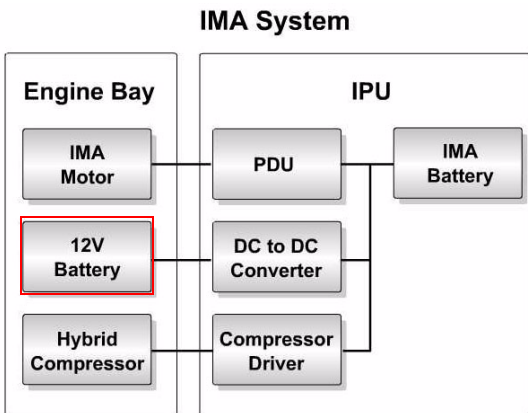 IMA System
Engine Bay
IPU
IMA
Motor
PDU
IMA
Battery
12V
Battery
DC to DC
Converter
Hybrid
Compressor
Compressor
Driver